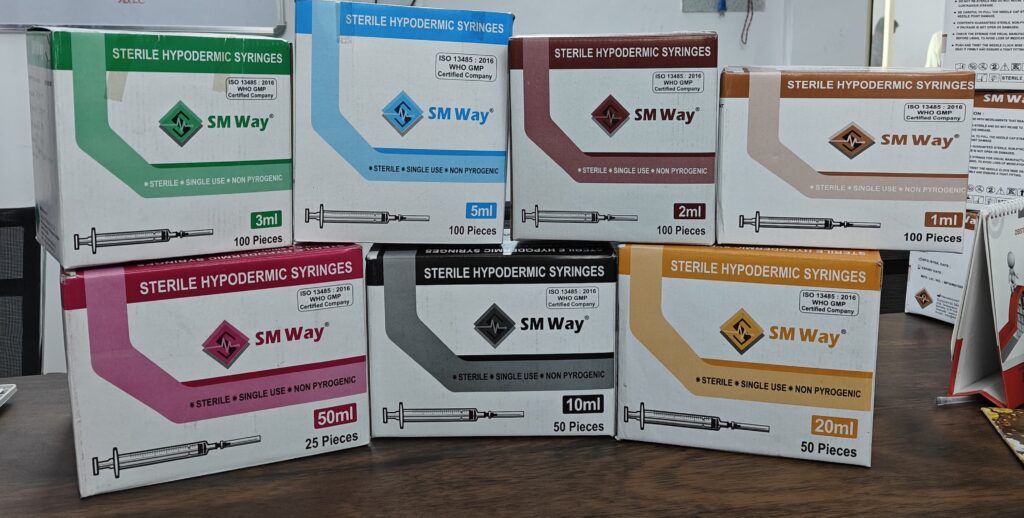 STERILE HYPODERMIC SYRINGES
ISO 13485 : 2016
WHO GMP
Certified Company
SM Way®
STERILE SINGLE USE NON PYROGENIC
3ml
100 Pieces
STERILE HYPODERMIC SYRINGES
ISO 13485 : 2016
WHO GMP
Certified Company
SM Way®
STERILE SINGLE USE NON PYROGENIC
5ml
100 Pieces
STERILE HYPODERMIC SYRINGES
ISO 13485 : 2016
WHO GMP
Certified Company
SM Way®
STERILE SINGLE USE NON PYROGENIC
2ml
100 Pieces
STERILE HYPODERMIC SYRINGES
ISO 13485 : 2016
WHO GMP
Certified Company
SM Way®
STERILE SINGLE USE NON PYROGENIC
1ml
100 Pieces
STERILE HYPODERMIC SYRINGES
ISO 13485 : 2016
WHO GMP
Certified Company
SM Way®
STERILE SINGLE USE NON PYROGENIC
50ml
25 Pieces
STERILE HYPODERMIC SYRINGES
STERILE HYPODERMIC SYRINGES
ISO 13485 : 2016
WHO GMP
Certified Company
SM Way®
STERILE SINGLE USE NON PYROGENIC
10ml
50 Pieces
STERILE HYPODERMIC SYRINGES
ISO 13485 : 2016
WHO GMP
Certified Company
SM Way®
STERILE SINGLE USE NON PYROGENIC
20ml
50 Pieces
SM Way